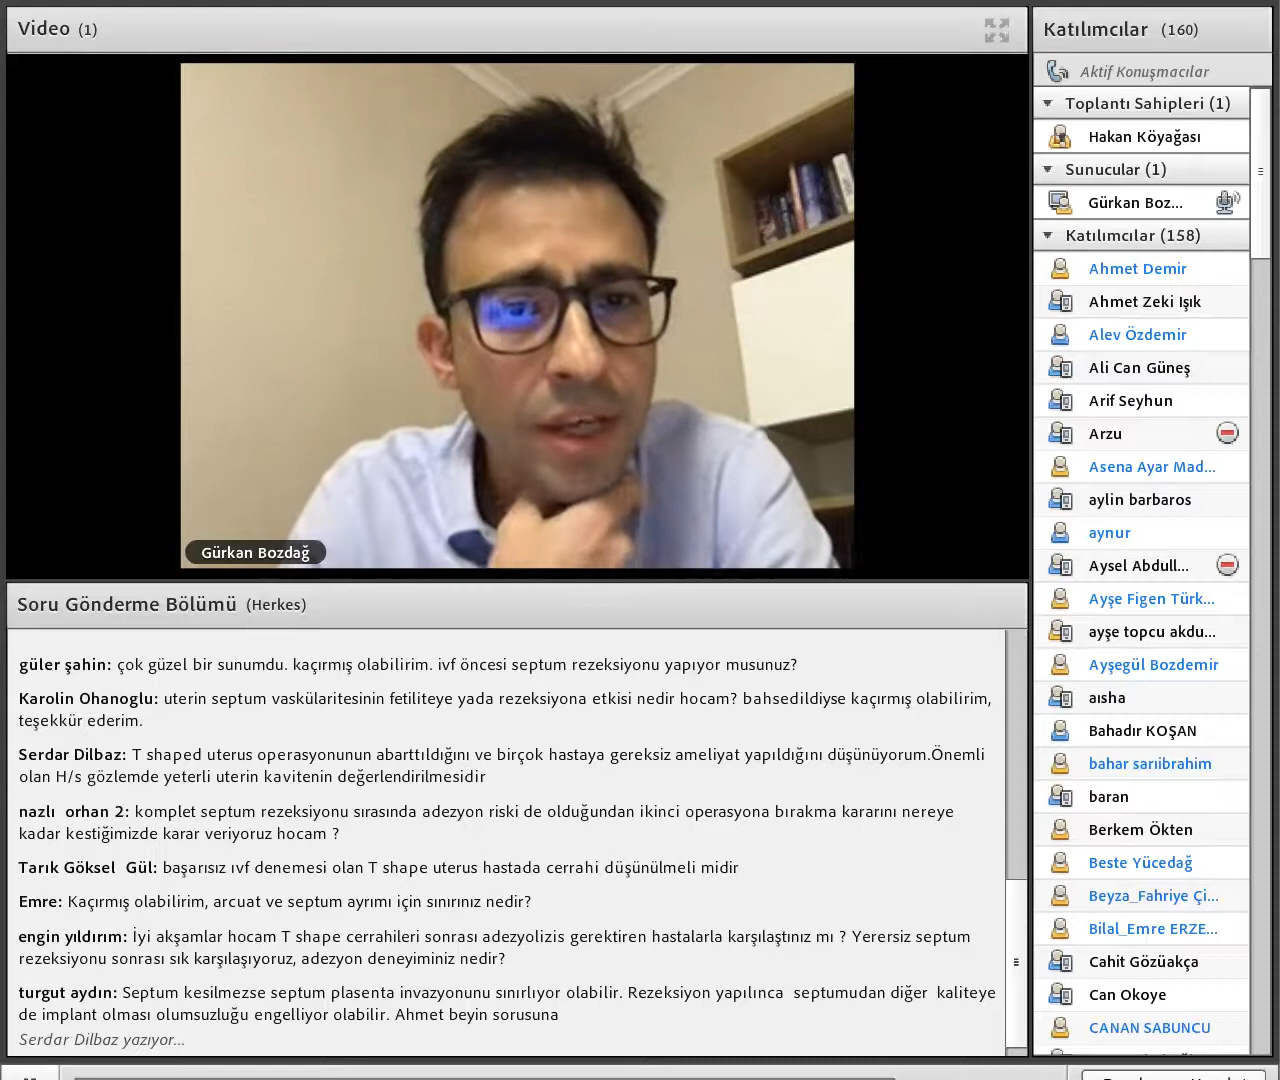 Video (1)
Gürkan Bozdağ
Soru Gönderme Bölümü (Herkes)
güler şahin: çok güzel bir sunumdu. kaçırmış olabilirim. ivf öncesi septum rezeksiyonu yapıyor musunuz?
Karolin Ohanoglu: uterin septum vaskülaritesinin fetiliteye yada rezeksiyona etkisi nedir hocam? bahsedildiyse kaçırmış olabilirim,
teşekkür ederim.
Serdar Dilbaz: T shaped uterus operasyonunun abarttıldığını ve birçok hastaya gereksiz ameliyat yapıldığını düşünüyorum.Önemli
olan H/s gözlemde yeterli uterin kavitenin değerlendirilmesidir
nazlı orhan 2: komplet septum rezeksiyonu sırasında adezyon riski de olduğundan ikinci operasyona bırakma kararını nereye
kadar kestiğimizde karar veriyoruz hocam ?
Tarık Göksel Gül: başarısız ıvf denemesi olan T shape uterus hastada cerrahi düşünülmeli midir
Emre: Kaçırmış olabilirim, arcuat ve septum ayrımı için sınırınız nedir?
engin yıldırım: İyi akşamlar hocam T shape cerrahileri sonrası adezyolizis gerektiren hastalarla karşılaştınız mı ? Yerersiz septum
rezeksiyonu sonrası sık karşılaşıyoruz, adezyon deneyiminiz nedir?
turgut aydın: Septum kesilmezse septum plasenta invazyonunu sınırlıyor olabilir. Rezeksiyon yapılınca septumudan diğer kaliteye
de implant olması olumsuzluğu engelliyor olabilir. Ahmet beyin sorusuna
Serdar Dilbaz yazıyor...
Katılımcılar (160)
Aktif Konuşmacılar
Toplantı Sahipleri (1)
Hakan Köyağası
Sunucular (1)
Gürkan Boz...
Katılımcılar (158)
Ahmet Demir
Ahmet Zeki Işık
Alev Özdemir
Ali Can Güneş
Arif Seyhun
Arzu
Asena Ayar Mad...
aylin barbaros
aynur
Aysel Abdull...
Ayşe Figen Türk...
ayşe topcu akdu...
Ayşegül Bozdemir
aısha
Bahadır KOŞAN
bahar sarıibrahim
baran
Berkem Ökten
Beste Yücedağ
Beyza_Fahriye Çi...
Bilal_Emre ERZE...
Cahit Gözüakça
Can Okoye
CANAN SABUNCU